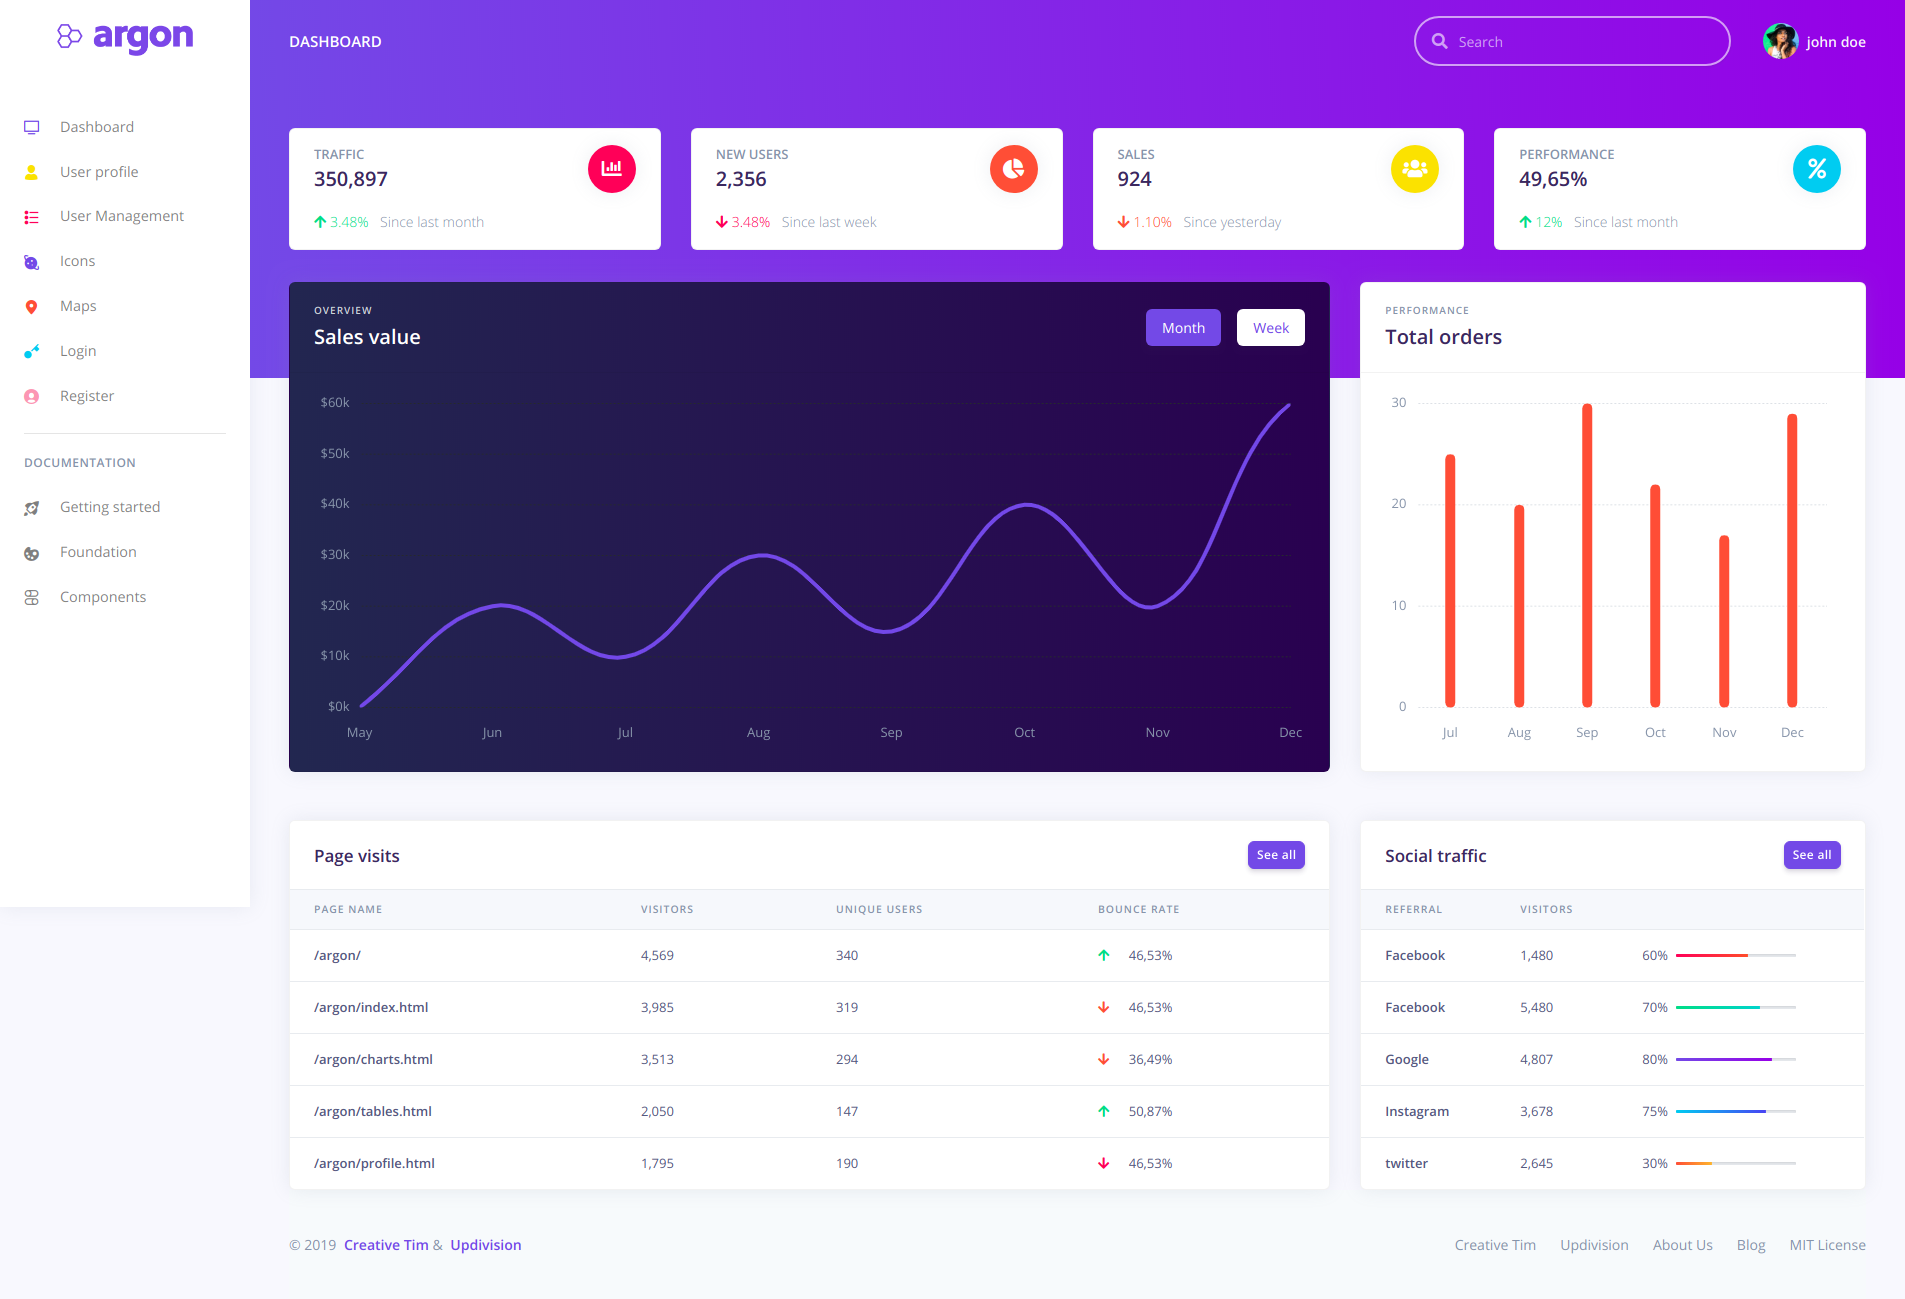 argon
Dashboard
User profile
User Management
Icons
Maps
Login
Register
DOCUMENTATION
Getting started
Foundation
Components
DASHBOARD
Search
john doe
TRAFFIC
350,897
3.48% Since last month
NEW USERS
2,356
3.48% Since last week
SALES
924
1.10% Since yesterday
PERFORMANCE
49,65%
12% Since last month
OVERVIEW
Sales value
Month Week
$60k
$50k
$40k
$30k
$20k
$10k
$0k
May Jun Jul Aug Sep Oct Nov Dec
PERFORMANCE
Total orders
30
20
10
0
Jul Aug Sep Oct Nov Dec
Page visits See all
PAGE NAME VISITORS UNIQUE USERS BOUNCE RATE
/argon/ 4,569 340 46,53%
/argon/index.html 3,985 319 46,53%
/argon/charts.html 3,513 294 36,49%
/argon/tables.html 2,050 147 50,87%
/argon/profile.html 1,795 190 46,53%
Social traffic See all
REFERRAL VISITORS
Facebook 1,480 60%
Facebook 5,480 70%
Google 4,807 80%
Instagram 3,678 75%
twitter 2,645 30%
© 2019 Creative Tim & Updivision
Creative Tim Updivision About Us Blog MIT License